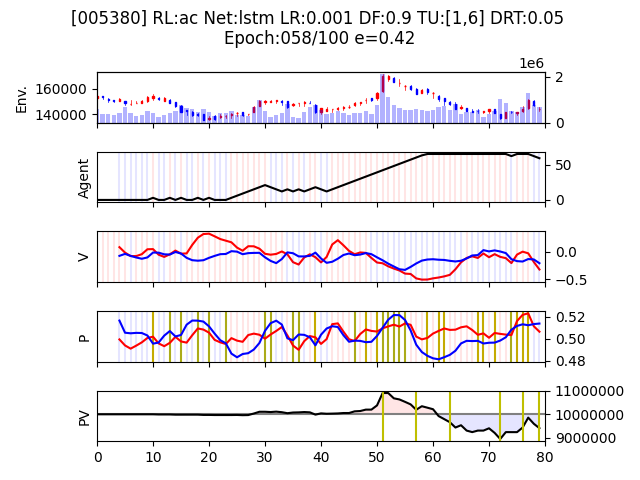 [005380] RL:ac Net:lstm LR:0.001 DF:0.9 TU:[1,6] DRT:0.05
Epoch:058/100 e=0.42
1e6
Env.
160000
140000
2
0
Agent
50
0
V
0.0
−0.5
P
0.52
0.50
0.48
PV
11000000
10000000
9000000
0 10 20 30 40 50 60 70 80